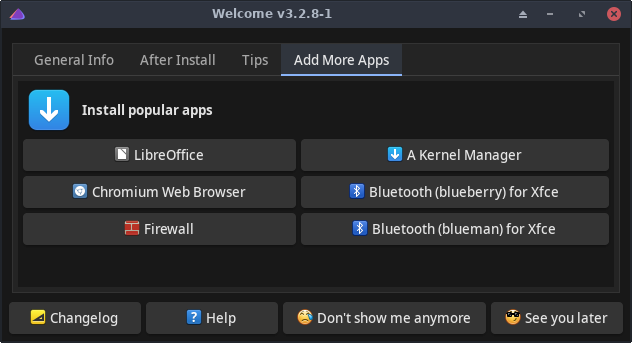 Welcome v3.2.8-1
General Info After Install Tips Add More Apps
Install popular apps
LibreOffice A Kernel Manager
Chromium Web Browser Bluetooth (blueberry) for Xfce
Firewall Bluetooth (blueman) for Xfce
Changelog Help Don't show me anymore See you later